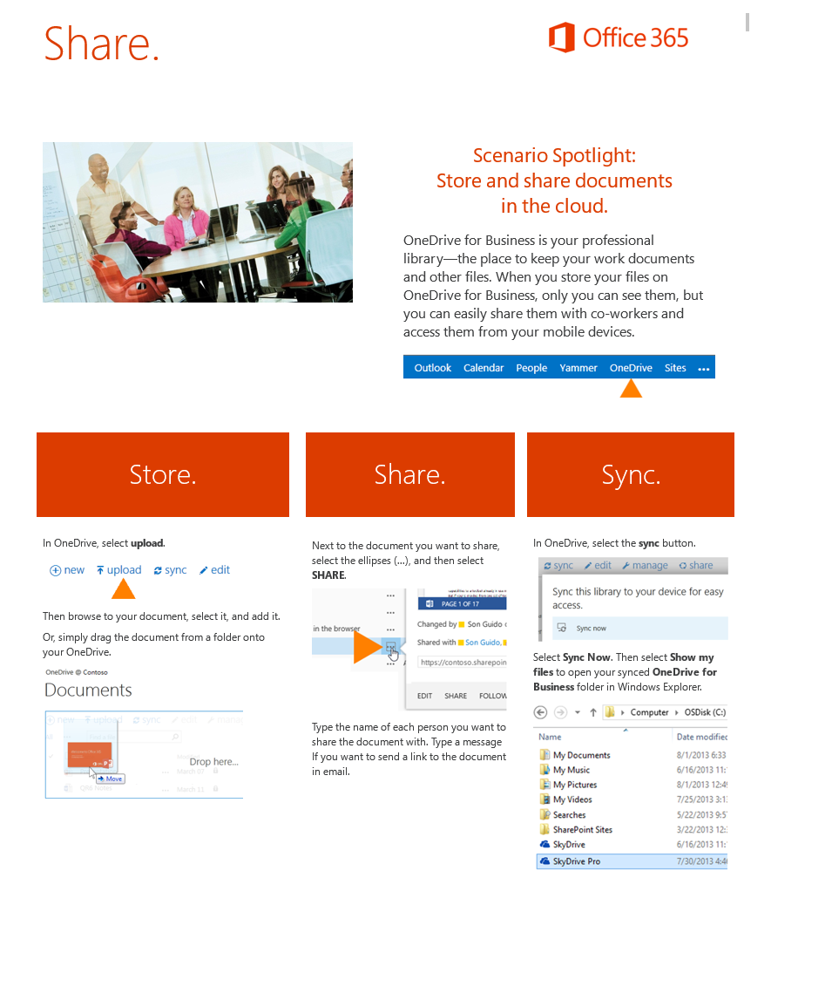 Share.
Office 365
Scenario Spotlight:
Store and share documents
in the cloud.
OneDrive for Business is your professional
library—the place to keep your work documents
and other files. When you store your files on
OneDrive for Business, only you can see them, but
you can easily share them with co-workers and
access them from your mobile devices.
Outlook Calendar People Yammer OneDrive Sites ...
Store.
In OneDrive, select upload.
new upload sync edit
Then browse to your document, select it, and add it.
Or, simply drag the document from a folder onto
your OneDrive.
OneDrive @ Contoso
Documents
new upload sync edit
Drop here...
Move
March 11
Share.
Next to the document you want to share,
select the ellipses (...), and then select
SHARE.
PAGE 1 OF 17
in the browser
Changed by Son Guido
Shared with Son Guido,
https://contoso.sharepoin
EDIT SHARE FOLLOW
Type the name of each person you want to
share the document with. Type a message
If you want to send a link to the document
in email.
Sync.
In OneDrive, select the sync button.
sync edit manage share
Sync this library to your device for easy
access.
Sync now
Select Sync Now. Then select Show my
files to open your synced OneDrive for
Business folder in Windows Explorer.
Computer OSDisk (C:)
Name Date modified
My Documents 8/1/2013 6:33
My Music 6/16/2013 11:
My Pictures 8/1/2013 12:4
My Videos 7/25/2013 3:1
Searches 5/22/2013 9:5
SharePoint Sites 3/22/2013 12:
SkyDrive 6/16/2013 11:
SkyDrive Pro 7/30/2013 4:4